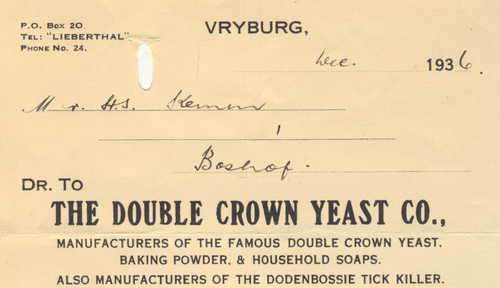 P.O. BOX 20.
TEL: "LIEBERTHAL"
PHONE NO. 24.
VRYBURG,
Dec. 1936.
Mr. H.S.
Boshof.
DR. TO
THE DOUBLE CROWN YEAST CO.,
MANUFACTURERS OF THE FAMOUS DOUBLE CROWN YEAST.
BAKING POWDER, & HOUSEHOLD SOAPS.
ALSO MANUFACTURERS OF THE DODENBOSSIE TICK KILLER.